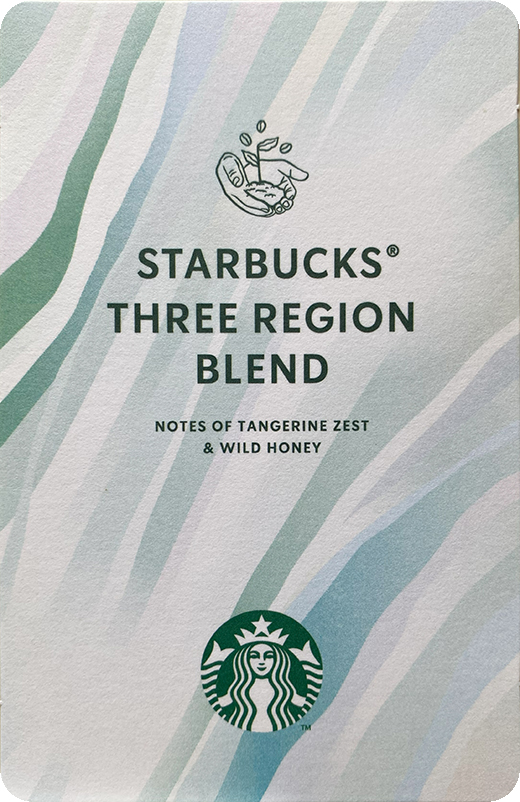 STARBUCKS®
THREE REGION
BLEND
NOTES OF TANGERINE ZEST
& WILD HONEY
TM